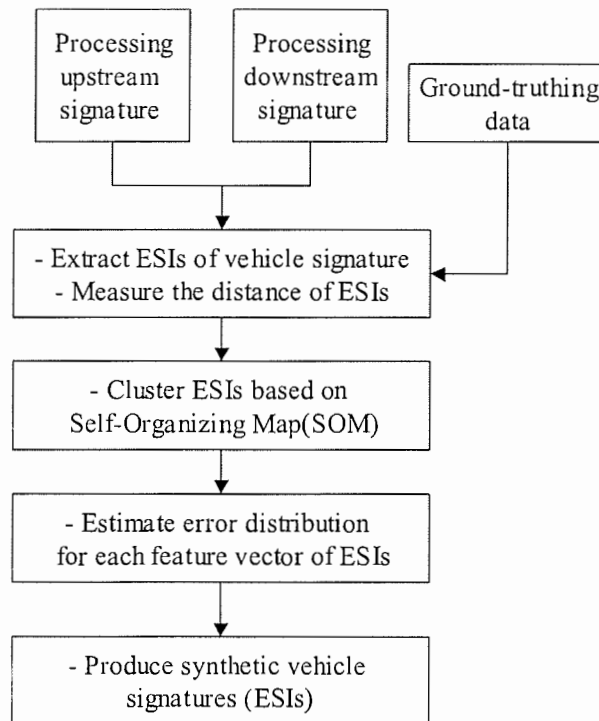 Processing
upstream
signature
Processing
downstream
signature
Ground-truthing
data
- Extract ESIs of vehicle signature
- Measure the distance of ESIs
- Cluster ESIs based on
Self-Organizing Map(SOM)
- Estimate error distribution
for each feature vector of ESIs
- Produce synthetic vehicle
signatures (ESIs)